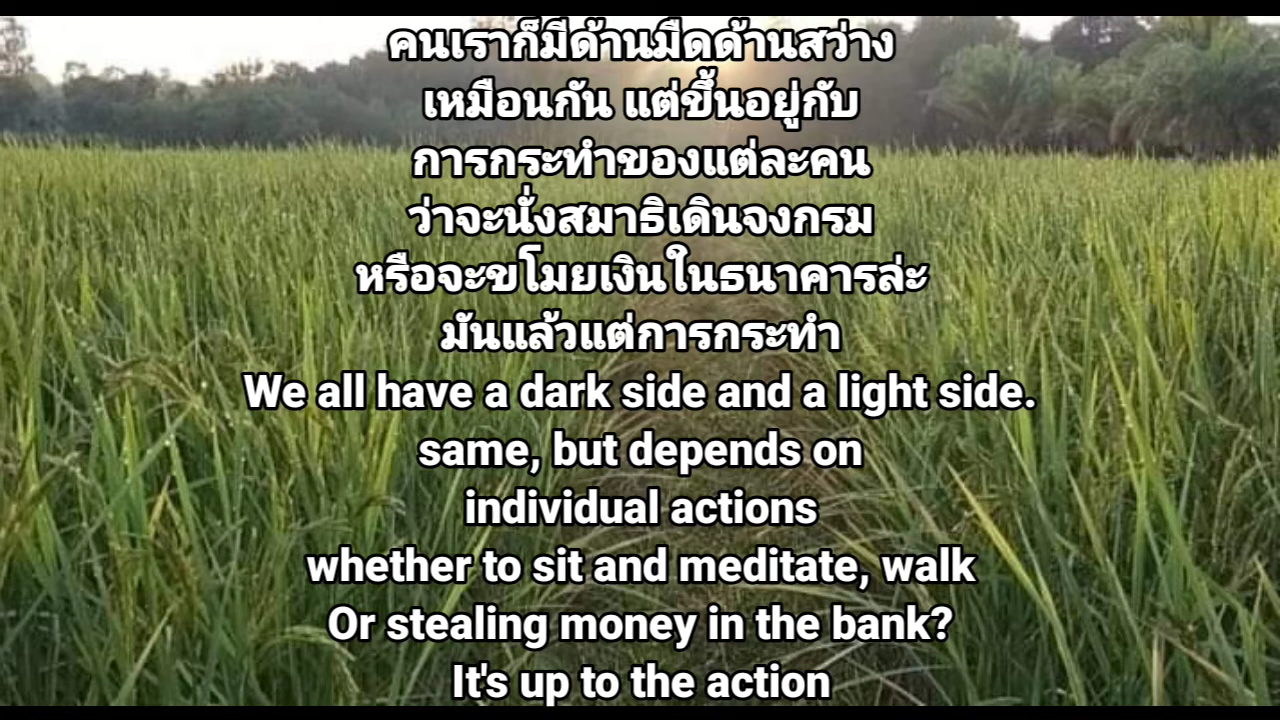 คนเราก็มีด้านมืดด้านสว่าง
เหมือนกัน แต่ขึ้นอยู่กับ
การกระทำของแต่ละคน
ว่าจะนั่งสมาธิเดินจงกรม
หรือจะขโมยเงินในธนาคารล่ะ
มันแล้วแต่การกระทำ
We all have a dark side and a light side.
same, but depends on
individual actions
whether to sit and meditate, walk
Or stealing money in the bank?
It's up to the action